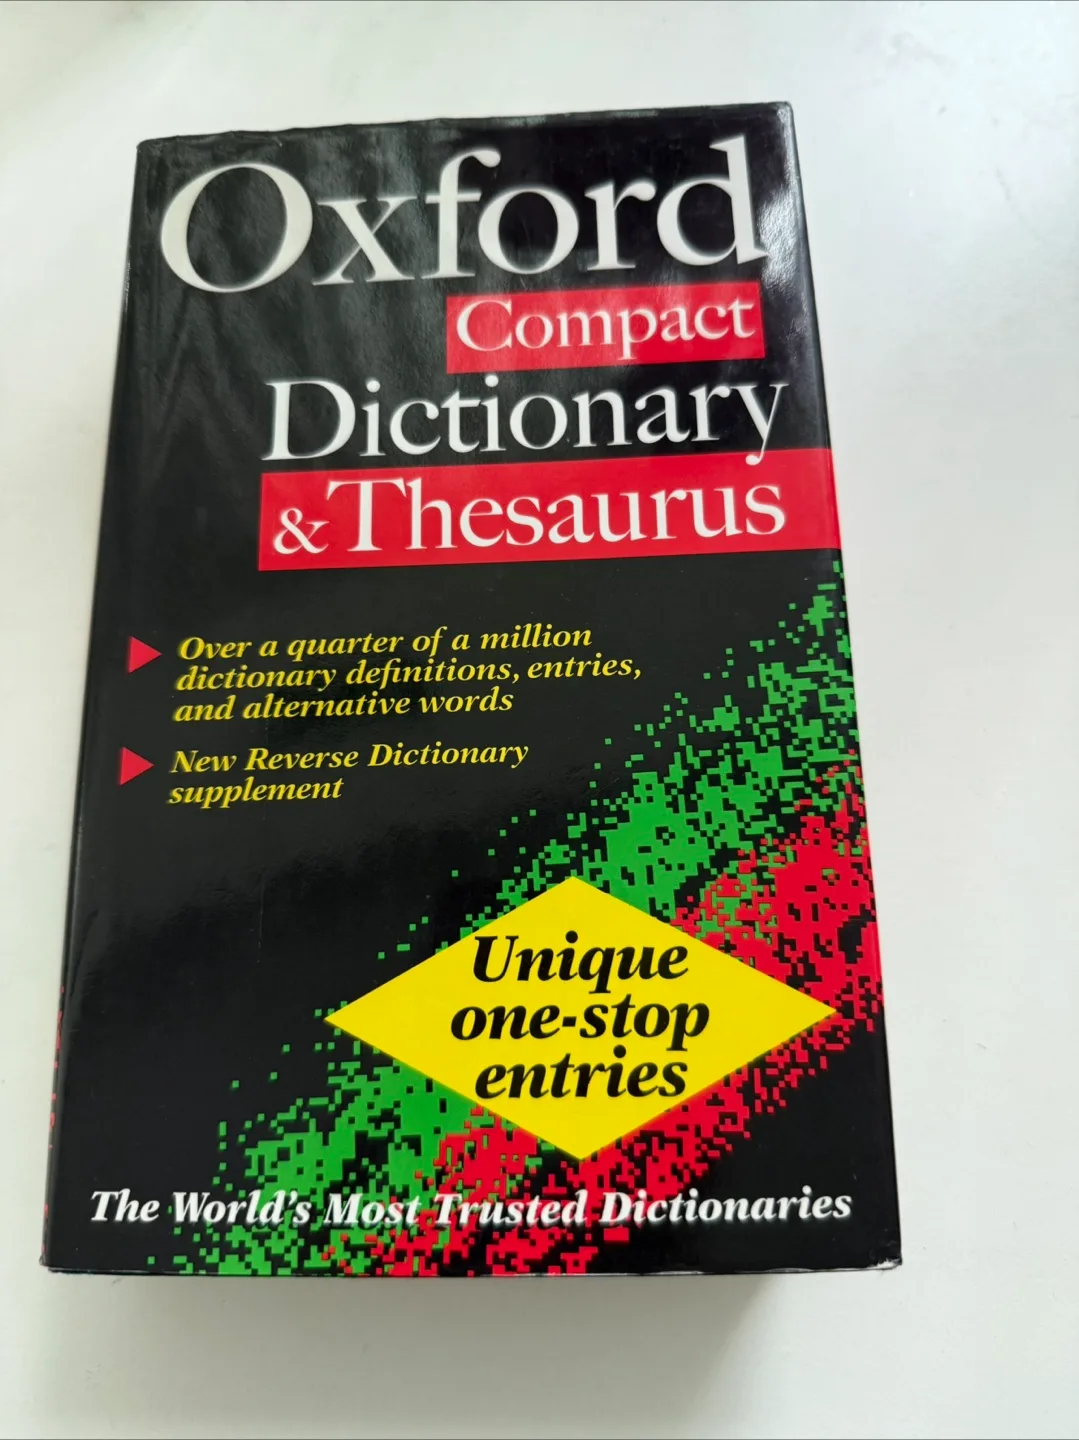 Oxford
Compact
Dictionary
& Thesaurus
Over a quarter of a million
dictionary definitions, entries,
and alternative words
New Reverse Dictionary
supplement
Unique
one-stop
entries
The World's Most Trusted Dictionaries